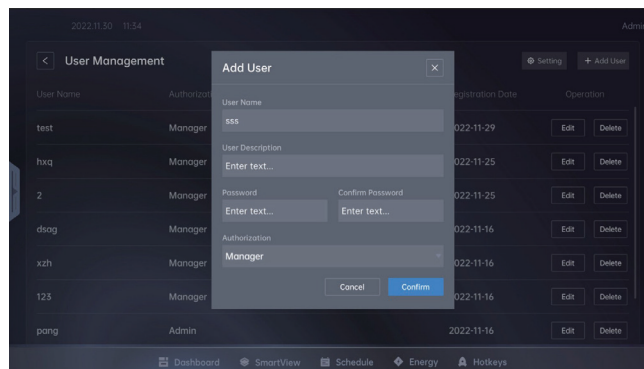 2022.11.30 11:34
Admin
User Management
Setting
+ Add User
User Name
Authorizati
egistration Date
Operation
test
Manager
022-11-29
Edit
Delete
hxq
Manager
022-11-25
Edit
Delete
2
Manager
022-11-25
Edit
Delete
dsag
Manager
022-11-16
Edit
Delete
xzh
Manager
022-11-16
Edit
Delete
123
Manager
022-11-16
Edit
Delete
pang
Admin
2022-11-16
Edit
Delete
Add User
User Name
sss
User Description
Enter text...
Password
Confirm Password
Enter text...
Enter text...
Authorization
Manager
Cancel
Confirm
Dashboard
SmartView
Schedule
Energy
Hotkeys